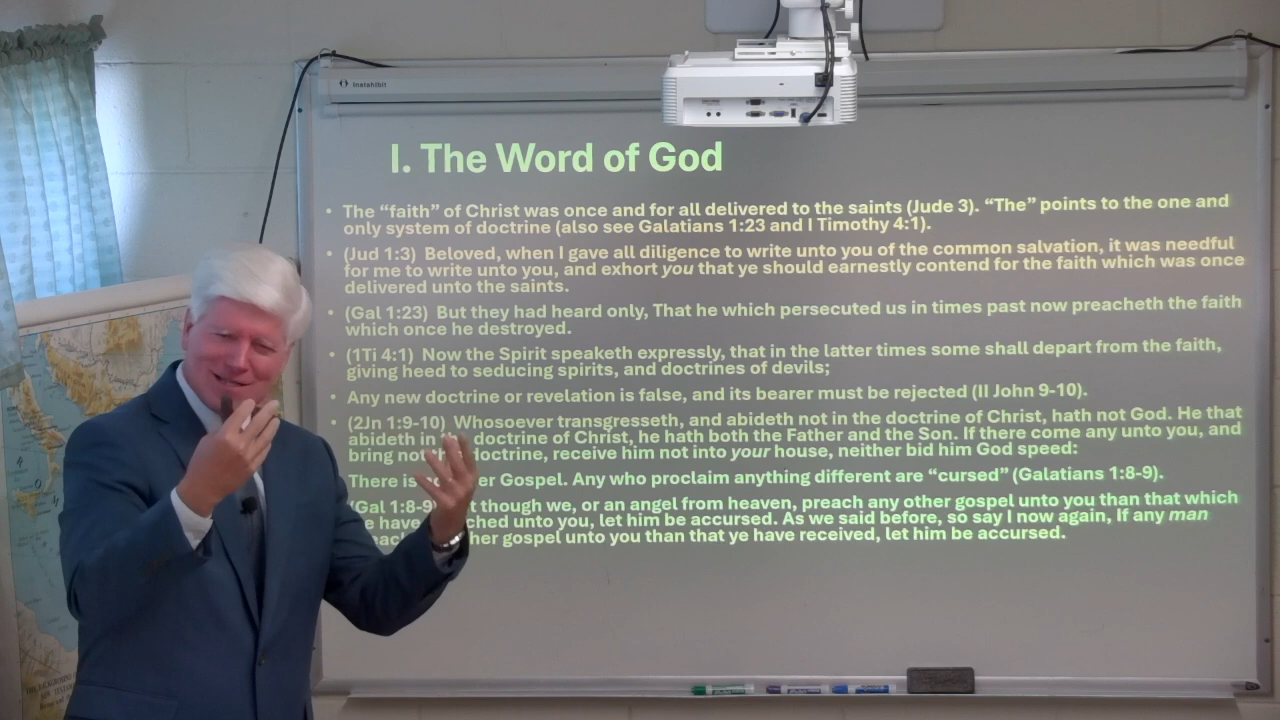 Instahibit
I. The Word of God
• The “faith” of Christ was once and for all delivered to the saints (Jude 3). “The” points to the one and
only system of doctrine (also see Galatians 1:23 and I Timothy 4:1).
• (Jud 1:3) Beloved, when I gave all diligence to write unto you of the common salvation, it was needful
for me to write unto you, and exhort you that ye should earnestly contend for the faith which was once
delivered unto the saints.
• (Gal 1:23) But they had heard only, That he which persecuted us in times past now preacheth the faith
which once he destroyed.
• (1Ti 4:1) Now the Spirit speaketh expressly, that in the latter times some shall depart from the faith,
giving heed to seducing spirits, and doctrines of devils;
• Any new doctrine or revelation is false, and its bearer must be rejected (II John 9-10).
• (2Jn 1:9-10) Whosoever transgresseth, and abideth not in the doctrine of Christ, hath not God. He that
abideth in doctrine of Christ, he hath both the Father and the Son. If there come any unto you, and
bring not doctrine, receive him not into your house, neither bid him God speed:
There is Gospel. Any who proclaim anything different are “cursed” (Galatians 1:8-9).
(Gal 1:8-9) though we, or an angel from heaven, preach any other gospel unto you than that which
have unto you, let him be accursed. As we said before, so say I now again, If any man
gospel unto you than that ye have received, let him be accursed.